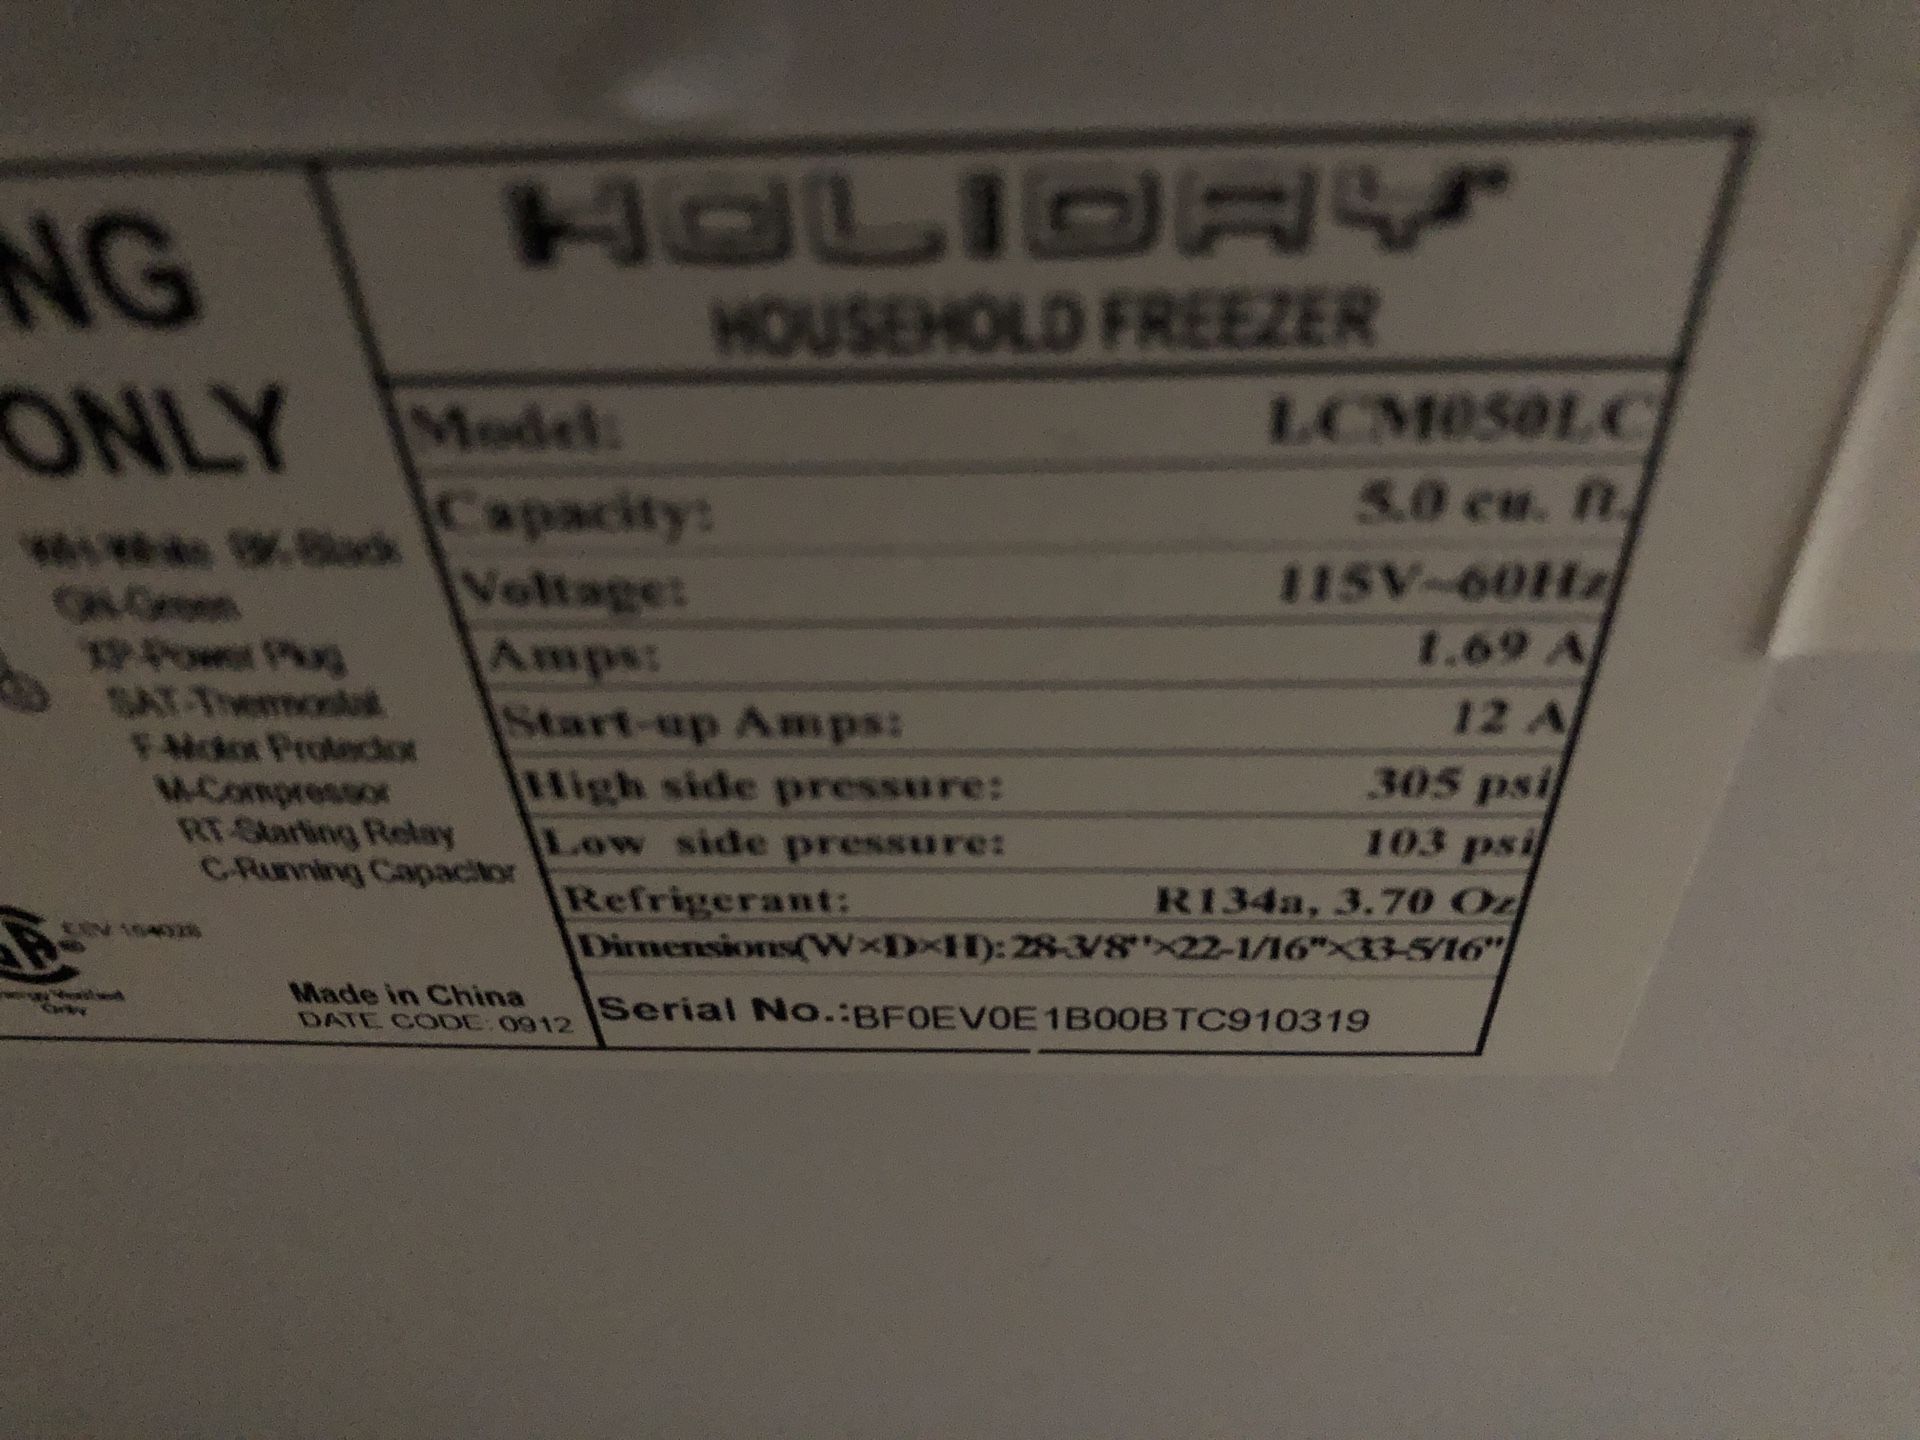 NG
ONLY
WH-White BK-Black
GN-Green
XP-Power Plug
SAT-Thermostat
F-Motor Protector
M-Compressor
RT-Starting Relay
C-Running Capacitor
Energy Verified
Only
Made in China
DATE CODE: 0912
HOLIDAY
HOUSEHOLD FREEZER
Model: LCM050LC
Capacity: 5.0 cu. ft.
Voltage: 115V~60Hz
Amps: 1.69 A
Start-up Amps: 12 A
High side pressure: 305 psi
Low side pressure: 103 psi
Refrigerant: R134a, 3.70 Oz
Dimensions(W×D×H): 28-3/8"×22-1/16"×33-5/16"
Serial No.:BF0EV0E1B00BTC910319